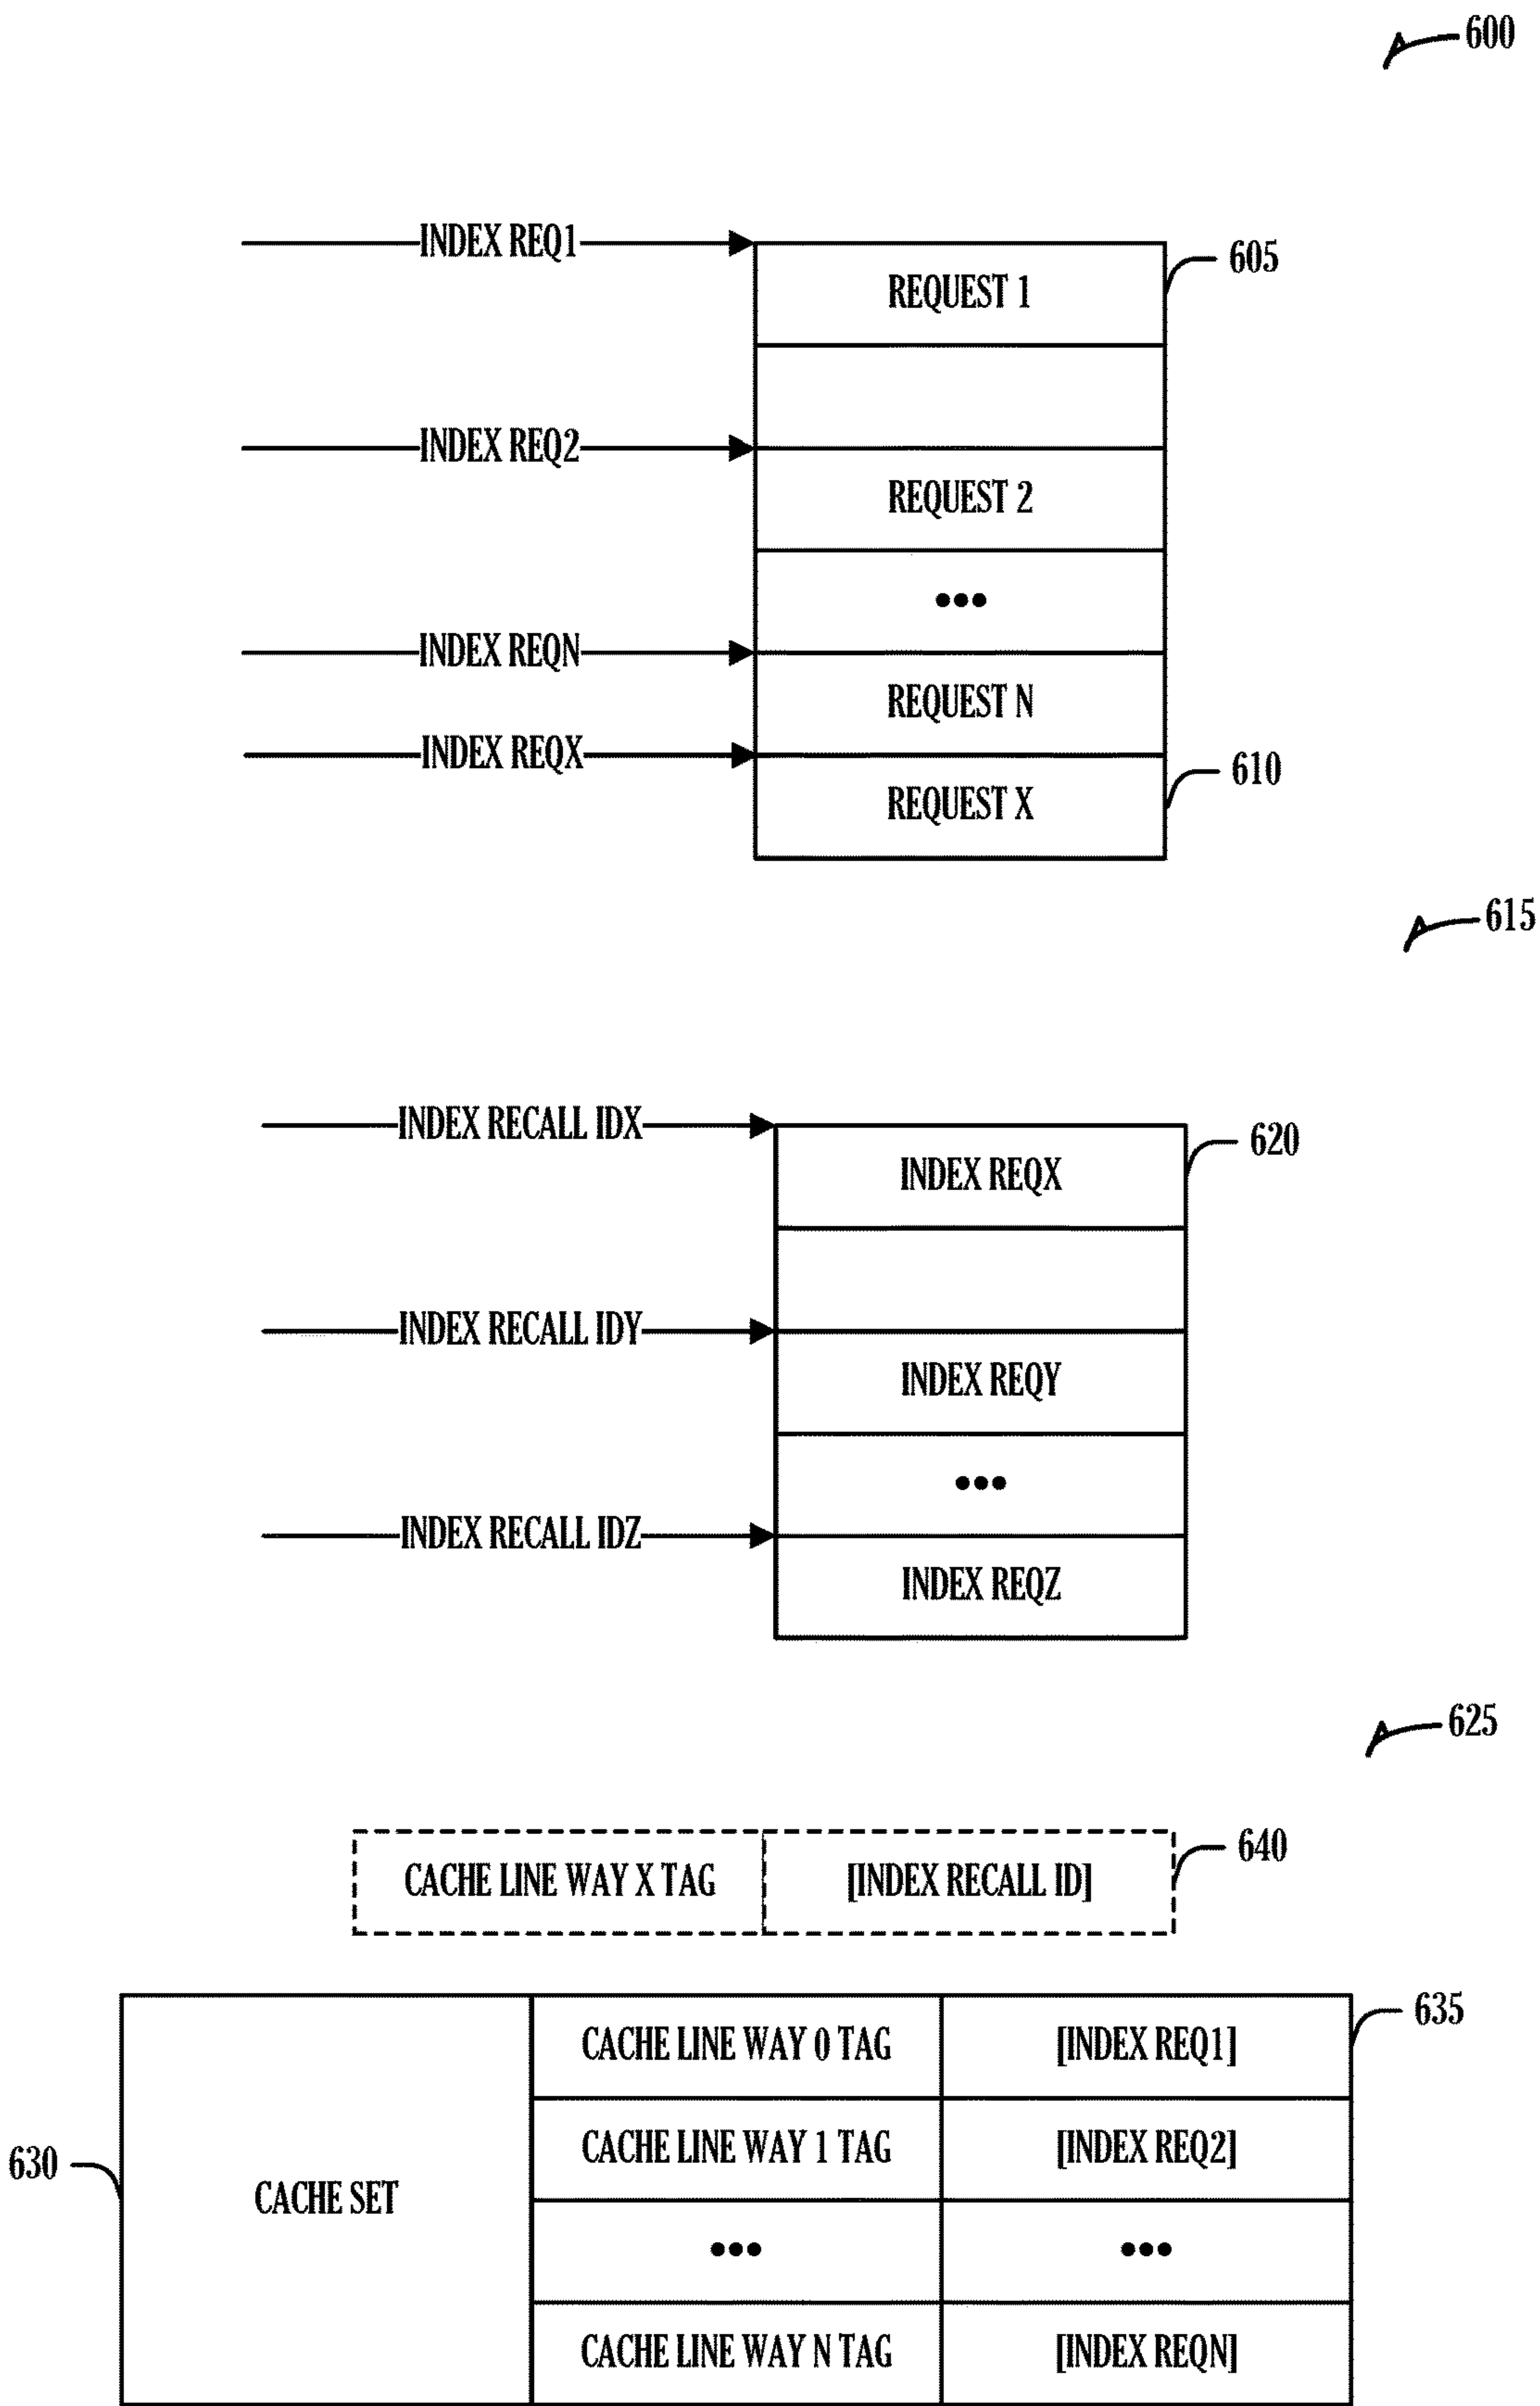 600
INDEX REQ1
605
REQUEST 1
INDEX REQ2
REQUEST 2
•••
INDEX REQN
REQUEST N
INDEX REQX
610
REQUEST X
615
INDEX RECALL IDX
620
INDEX REQX
INDEX RECALL IDY
INDEX REQY
•••
INDEX RECALL IDZ
INDEX REQZ
625
CACHE LINE WAY X TAG [INDEX RECALL ID] 640
635
CACHE LINE WAY 0 TAG [INDEX REQ1]
CACHE LINE WAY 1 TAG [INDEX REQ2]
630
CACHE SET
••• •••
CACHE LINE WAY N TAG [INDEX REQN]